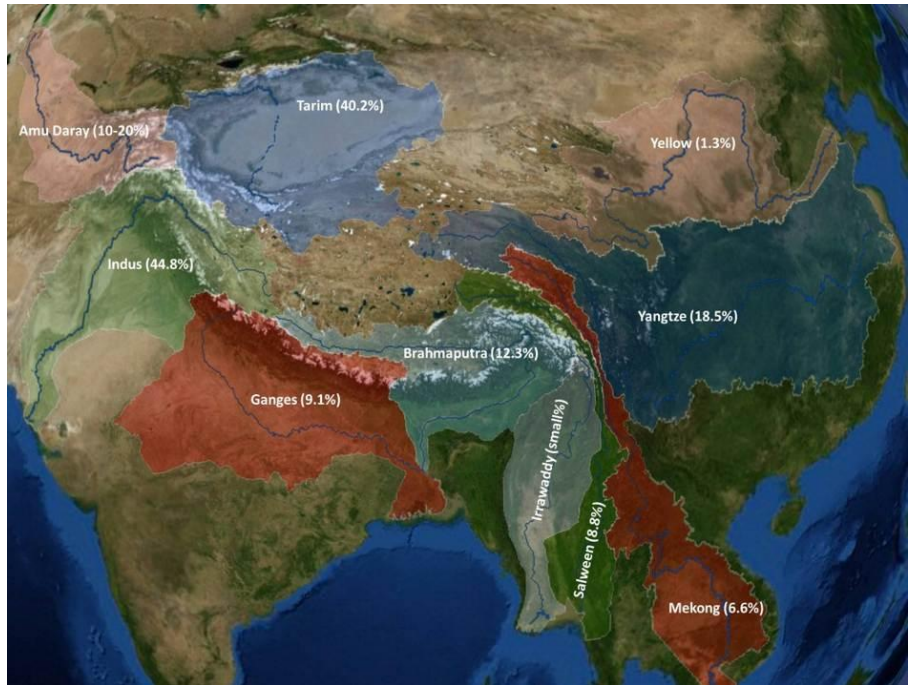 Tarim (40.2%)
Amu Daray (10-20%)
Yellow (1.3%)
Indus (44.8%)
Yangtze (18.5%)
Brahmaputra (12.3%)
Ganges (9.1%)
Irrawaddy (small%)
Salween (8.8%)
Mekong (6.6%)